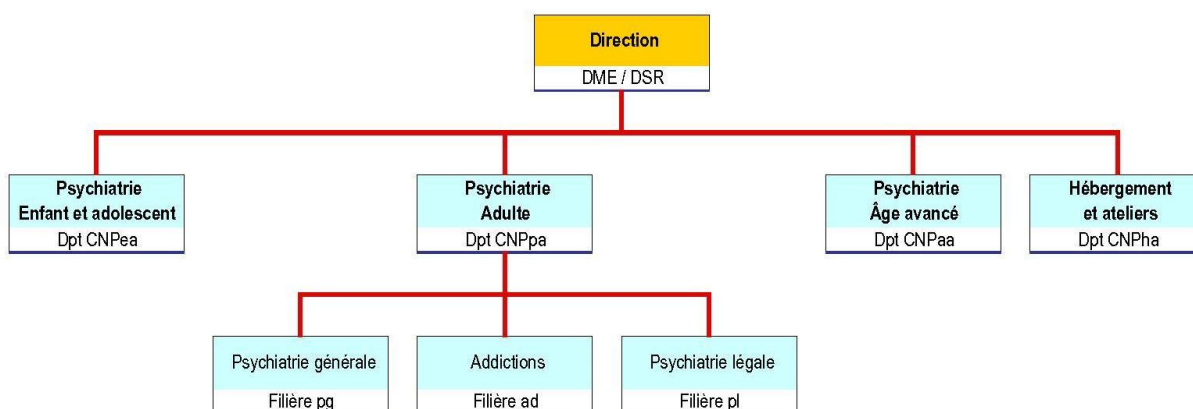 Direction
DME / DSR
Psychiatrie
Enfant et adolescent
Dpt CNPea
Psychiatrie
Adulte
Dpt CNPpa
Psychiatrie
Âge avancé
Dpt CNPaa
Hébergement
et ateliers
Dpt CNPha
Psychiatrie générale
Filière pg
Addictions
Filière ad
Psychiatrie légale
Filière pl